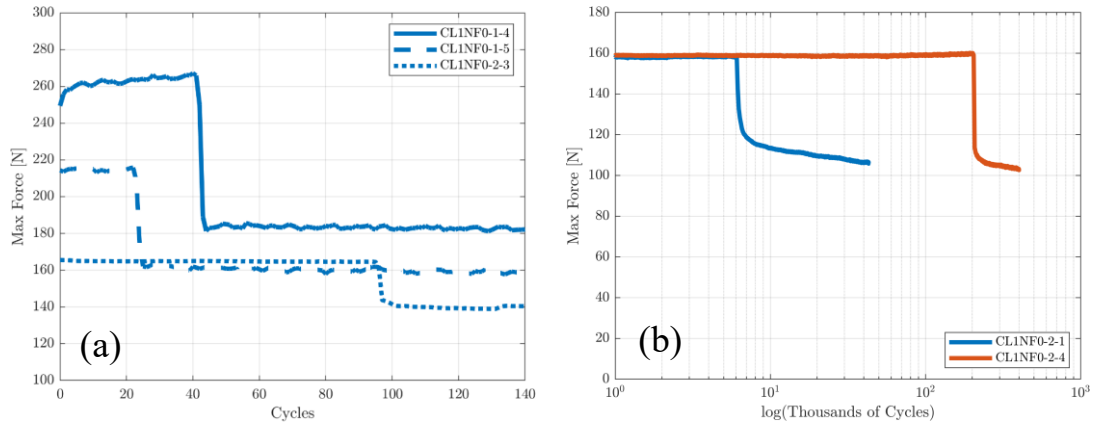 300
280
260
240
220
200
180
160
140
120
100
Max Force [N]
0 20 40 60 80 100 120 140
Cycles
CL1NF0-1-4
CL1NF0-1-5
CL1NF0-2-3
(a)
180
160
140
120
100
80
60
40
20
0
Max Force [N]
10^0 10^1 10^2 10^3
log(Thousands of Cycles)
CL1NF0-2-1
CL1NF0-2-4
(b)